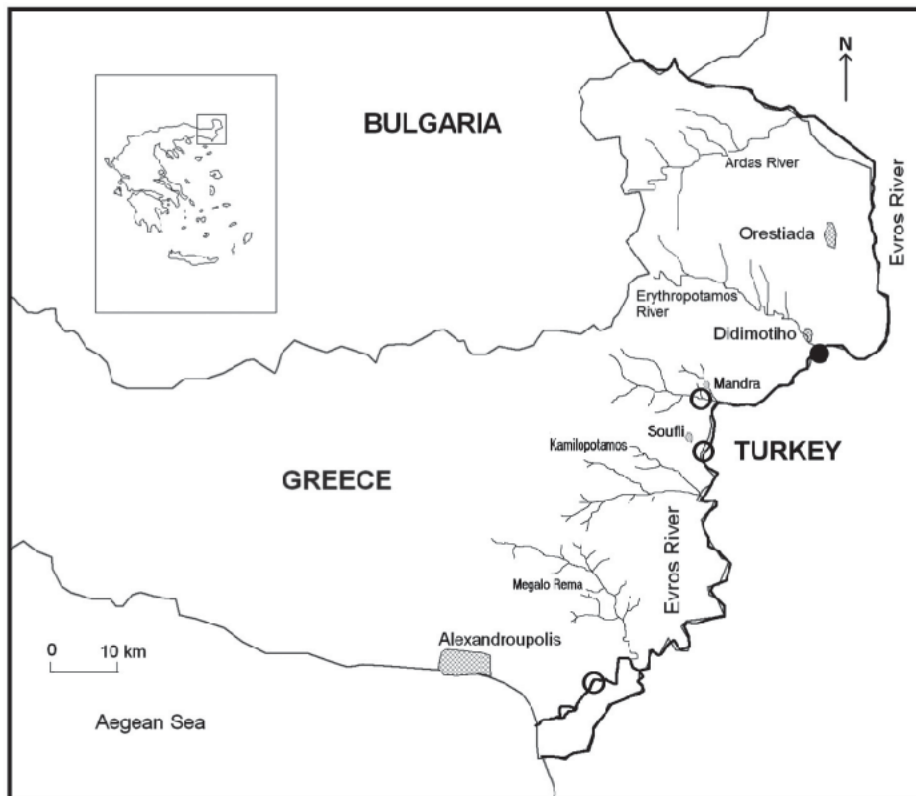 N
BULGARIA
Ardas River
Evros River
Orestiada
Erythropotamos
River
Didimotiho
Mandra
Soufli
TURKEY
Kamilopotamos
GREECE
Evros River
Megalo Rema
Alexandroupolis
0 10 km
Aegean Sea